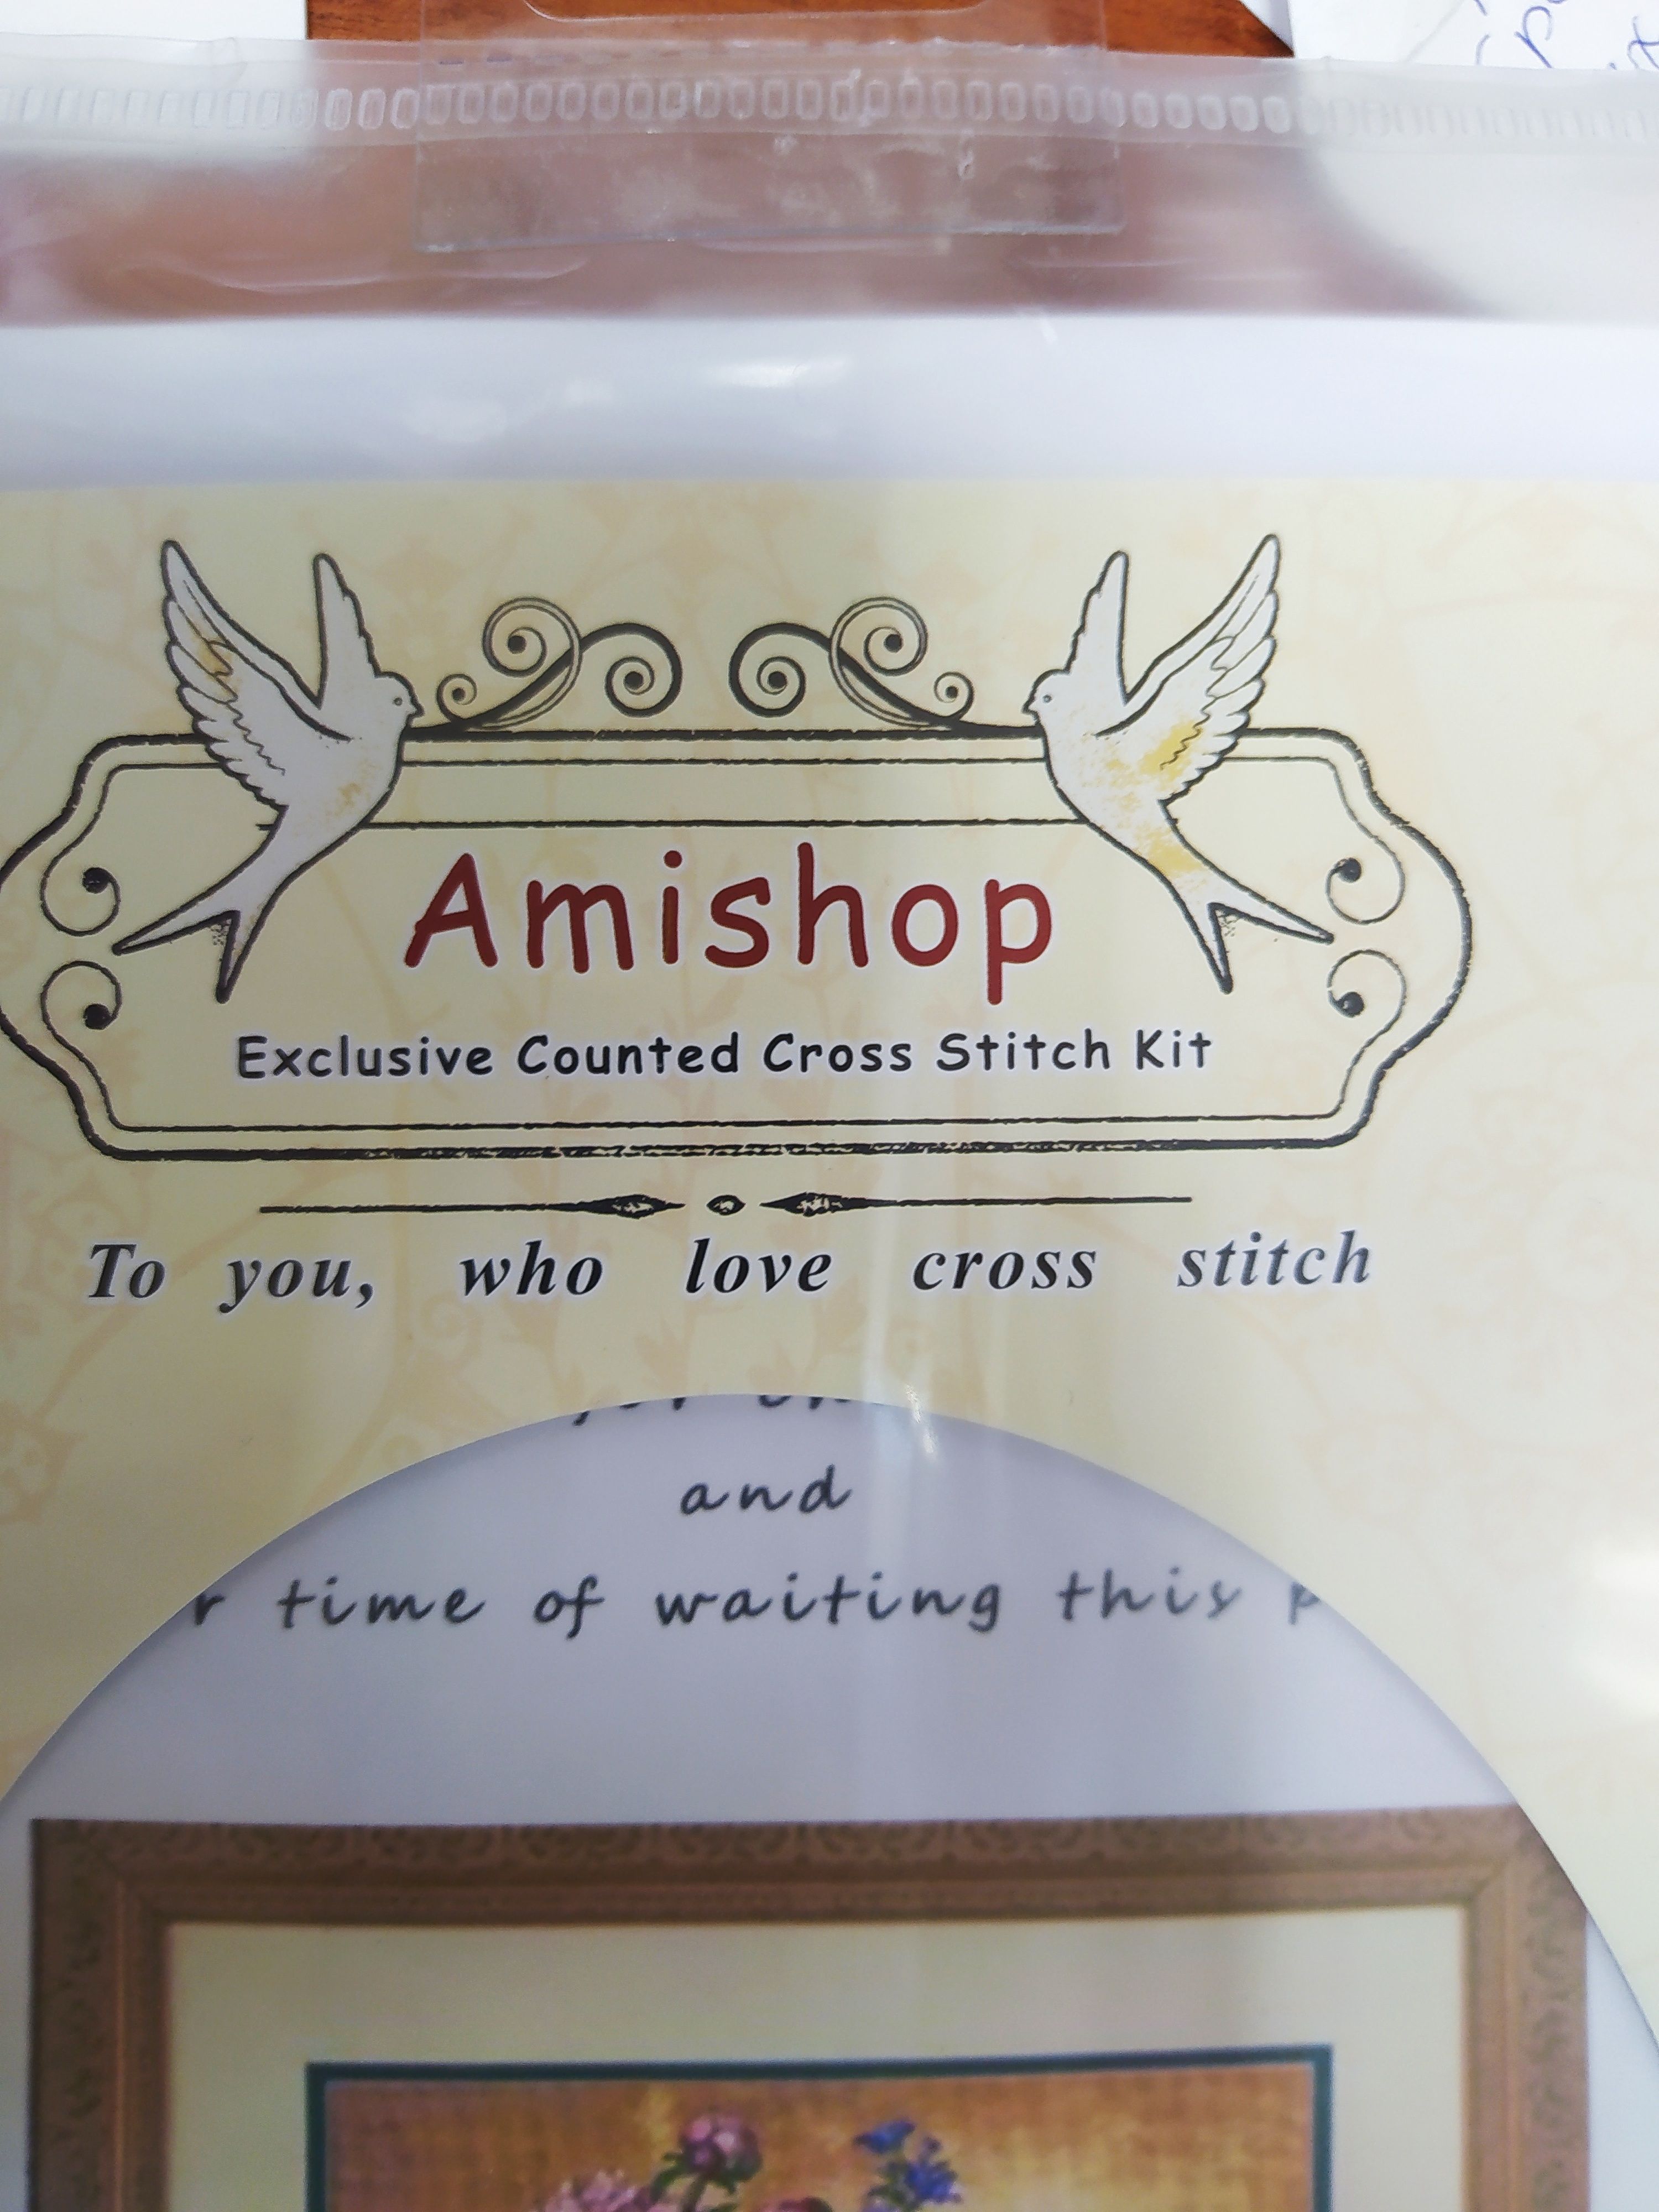 Amishop
Exclusive Counted Cross Stitch Kit
To you, who love cross stitch
and
time of waiting this